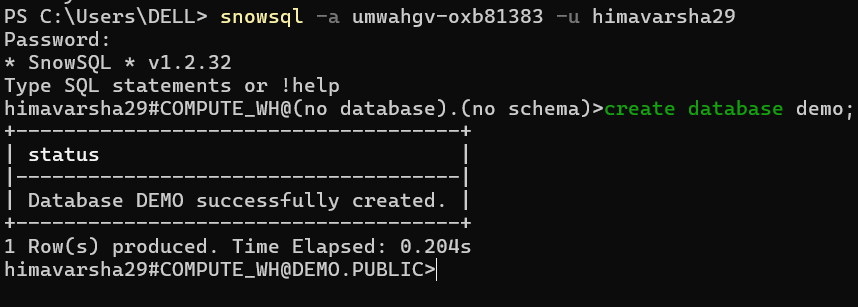 PS C:\Users\DELL> snowsql -a umwahgv-oxb81383 -u himavarsha29
Password:
* SnowSQL * v1.2.32
Type SQL statements or !help
himavarsha29#COMPUTE_WH@(no database).(no schema)>create database demo;
+-------------------------------------+
| status                              |
|-------------------------------------|
| Database DEMO successfully created. |
+-------------------------------------+
1 Row(s) produced. Time Elapsed: 0.204s
himavarsha29#COMPUTE_WH@DEMO.PUBLIC>